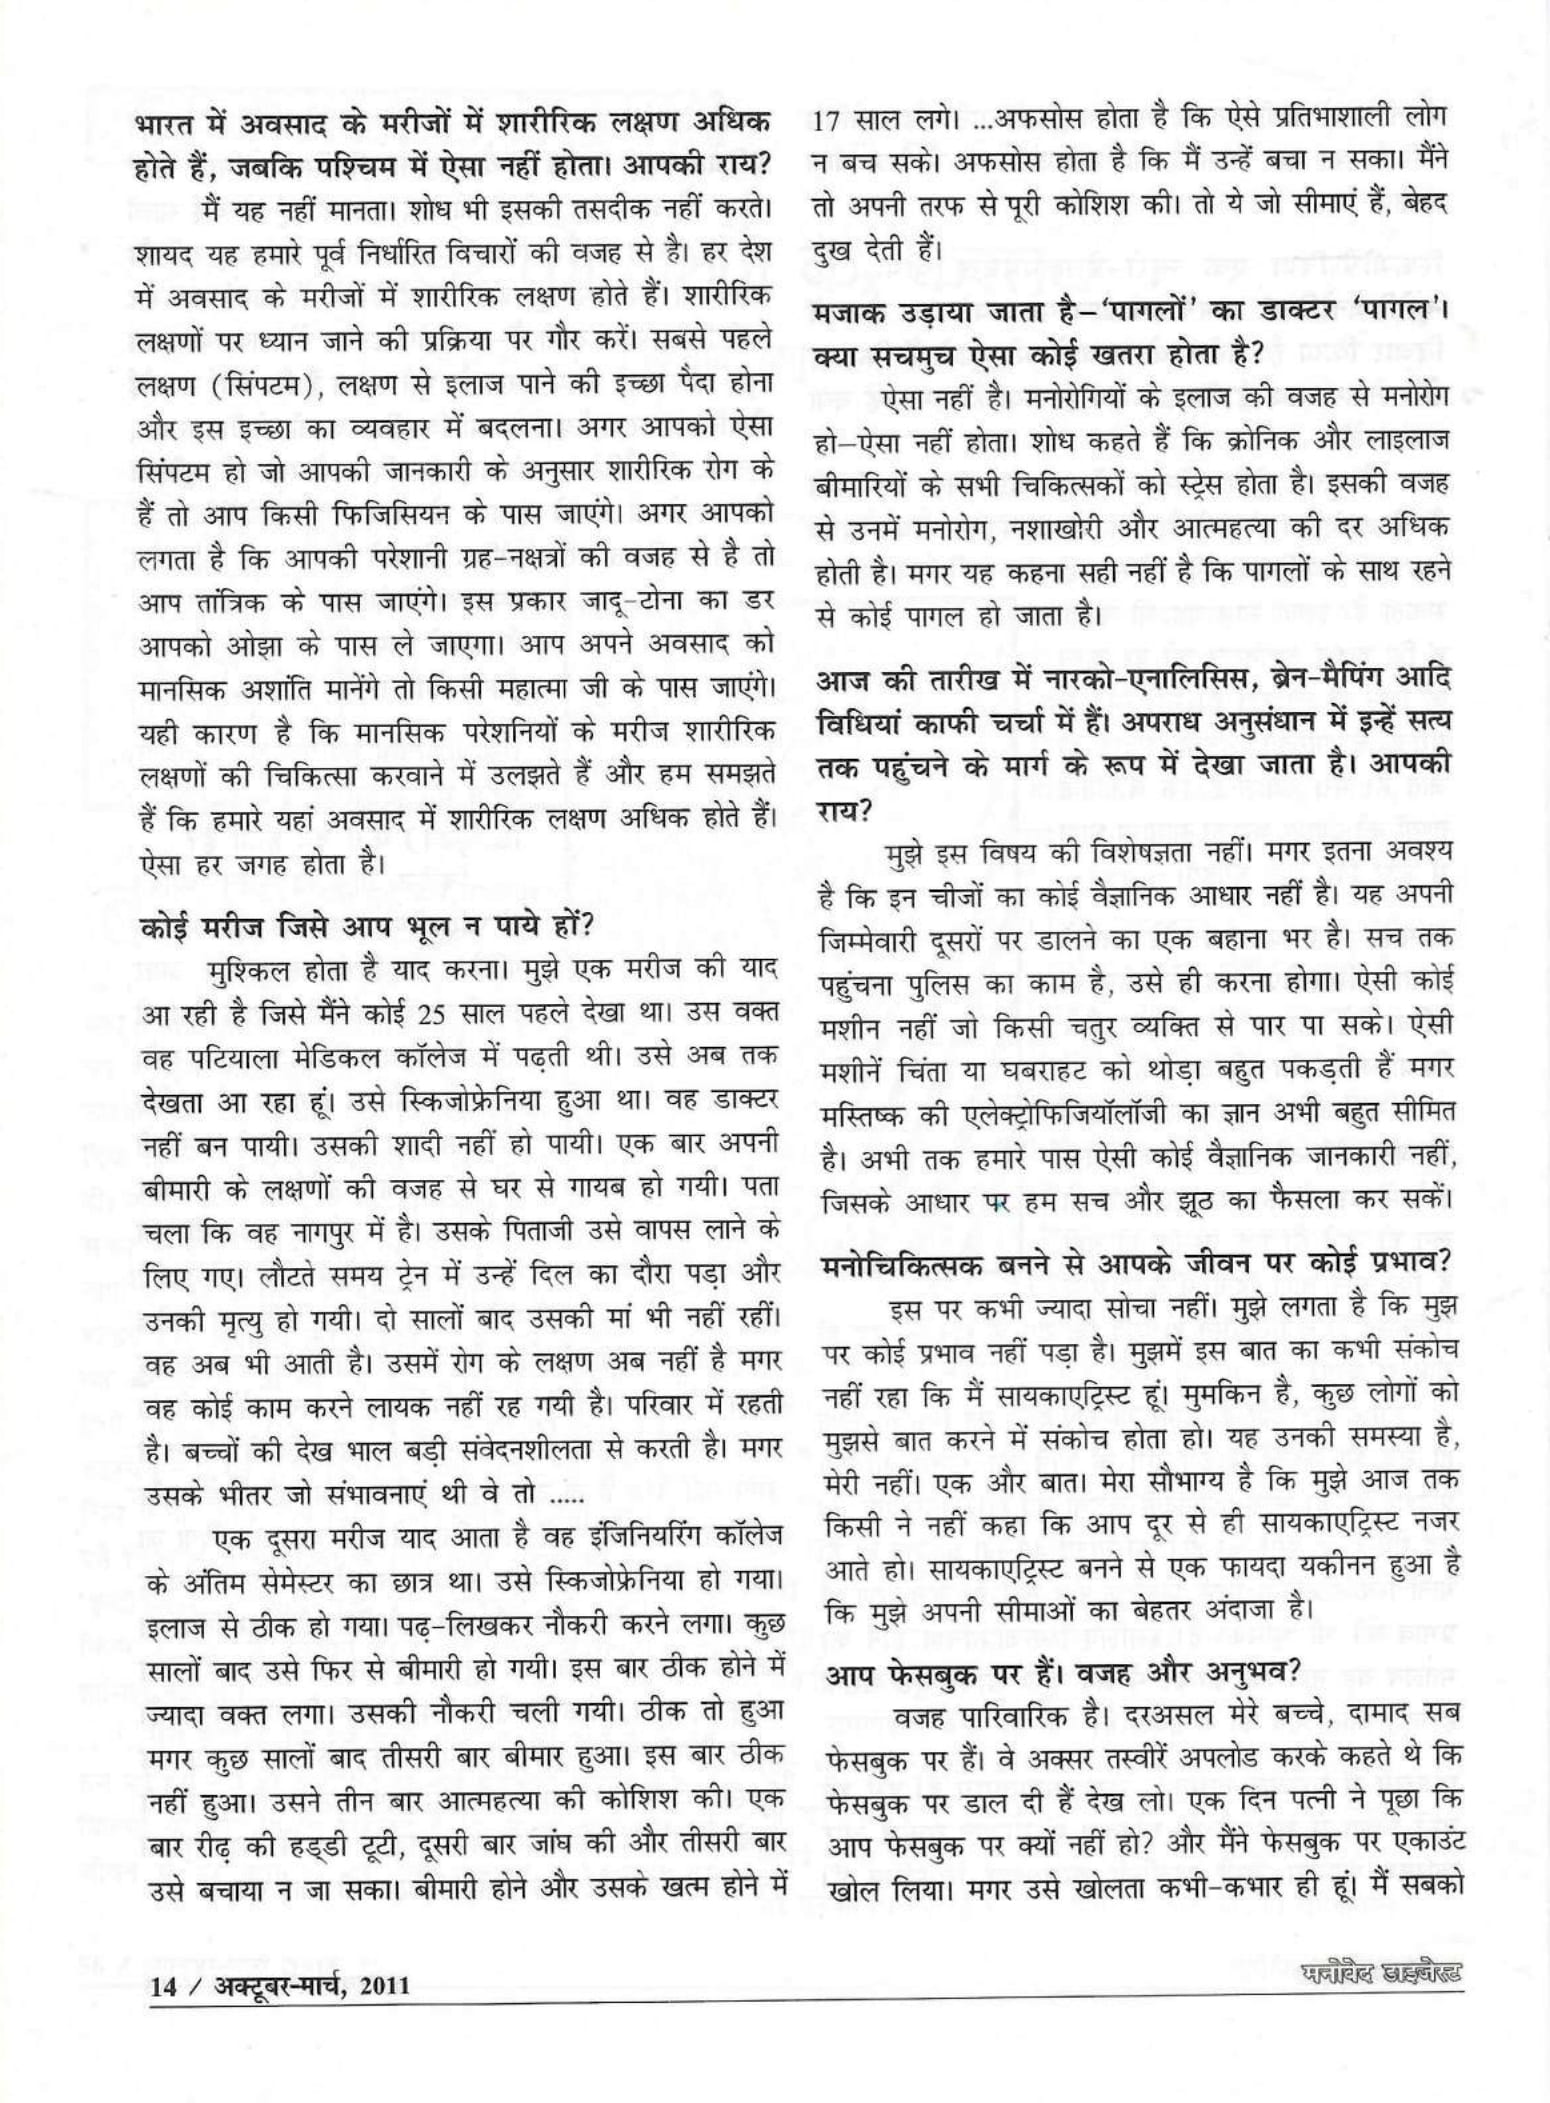 भारत में अवसाद के मरीजों में शारीरिक लक्षण अधिक
होते हैं, जबकि पश्चिम में ऐसा नहीं होता। आपकी राय?
मैं यह नहीं मानता। शोध भी इसकी तसदीक नहीं करते।
शायद यह हमारे पूर्व निर्धारित विचारों की वजह से है। हर देश
में अवसाद के मरीजों में शारीरिक लक्षण होते हैं। शारीरिक
लक्षणों पर ध्यान जाने की प्रक्रिया पर गौर करें। सबसे पहले
लक्षण (सिंपटम), लक्षण से इलाज पाने की इच्छा पैदा होना
और इस इच्छा का व्यवहार में बदलना। अगर आपको ऐसा
सिंपटम हो जो आपकी जानकारी के अनुसार शारीरिक रोग के
हैं तो आप किसी फिजिसियन के पास जाएंगे। अगर आपको
लगता है कि आपकी परेशानी ग्रह-नक्षत्रों की वजह से है तो
आप तांत्रिक के पास जाएंगे। इस प्रकार जादू-टोना का डर
आपको ओझा के पास ले जाएगा। आप अपने अवसाद को
मानसिक अशांति मानेंगे तो किसी महात्मा जी के पास जाएंगे।
यही कारण है कि मानसिक परेशनियों के मरीज शारीरिक
लक्षणों की चिकित्सा करवाने में उलझते हैं और हम समझते
हैं कि हमारे यहां अवसाद में शारीरिक लक्षण अधिक होते हैं।
ऐसा हर जगह होता है।
कोई मरीज जिसे आप भूल न पाये हों?
मुश्किल होता है याद करना। मुझे एक मरीज की याद
आ रही है जिसे मैंने कोई 25 साल पहले देखा था। उस वक्त
वह पटियाला मेडिकल कॉलेज में पढ़ती थी। उसे अब तक
देखता आ रहा हूं। उसे स्किजोफ्रेनिया हुआ था। वह डाक्टर
नहीं बन पायी। उसकी शादी नहीं हो पायी। एक बार अपनी
बीमारी के लक्षणों की वजह से घर से गायब हो गयी। पता
चला कि वह नागपुर में है। उसके पिताजी उसे वापस लाने के
लिए गए। लौटते समय ट्रेन में उन्हें दिल का दौरा पड़ा और
उनकी मृत्यु हो गयी। दो सालों बाद उसकी मां भी नहीं रहीं।
वह अब भी आती है। उसमें रोग के लक्षण अब नहीं है मगर
वह कोई काम करने लायक नहीं रह गयी है। परिवार में रहती
है। बच्चों की देख भाल बड़ी संवेदनशीलता से करती है। मगर
उसके भीतर जो संभावनाएं थी वे तो .....
एक दूसरा मरीज याद आता है वह इंजिनियरिंग कॉलेज
के अंतिम सेमेस्टर का छात्र था। उसे स्किजोफ्रेनिया हो गया।
इलाज से ठीक हो गया। पढ़-लिखकर नौकरी करने लगा। कुछ
सालों बाद उसे फिर से बीमारी हो गयी। इस बार ठीक होने में
ज्यादा वक्त लगा। उसकी नौकरी चली गयी। ठीक तो हुआ
मगर कुछ सालों बाद तीसरी बार बीमार हुआ। इस बार ठीक
नहीं हुआ। उसने तीन बार आत्महत्या की कोशिश की। एक
बार रीढ़ की हड्डी टूटी, दूसरी बार जांघ की और तीसरी बार
उसे बचाया न जा सका। बीमारी होने और उसके खत्म होने में
17 साल लगे। ...अफसोस होता है कि ऐसे प्रतिभाशाली लोग
न बच सके। अफसोस होता है कि मैं उन्हें बचा न सका। मैंने
तो अपनी तरफ से पूरी कोशिश की। तो ये जो सीमाएं हैं, बेहद
दुख देती हैं।
मजाक उड़ाया जाता है–‘पागलों’ का डाक्टर ‘पागल’।
क्या सचमुच ऐसा कोई खतरा होता है?
ऐसा नहीं है। मनोरोगियों के इलाज की वजह से मनोरोग
हो–ऐसा नहीं होता। शोध कहते हैं कि क्रोनिक और लाइलाज
बीमारियों के सभी चिकित्सकों को स्ट्रेस होता है। इसकी वजह
से उनमें मनोरोग, नशाखोरी और आत्महत्या की दर अधिक
होती है। मगर यह कहना सही नहीं है कि पागलों के साथ रहने
से कोई पागल हो जाता है।
आज की तारीख में नारको-एनालिसिस, ब्रेन-मैपिंग आदि
विधियां काफी चर्चा में हैं। अपराध अनुसंधान में इन्हें सत्य
तक पहुंचने के मार्ग के रूप में देखा जाता है। आपकी
राय?
मुझे इस विषय की विशेषज्ञता नहीं। मगर इतना अवश्य
है कि इन चीजों का कोई वैज्ञानिक आधार नहीं है। यह अपनी
जिम्मेवारी दूसरों पर डालने का एक बहाना भर है। सच तक
पहुंचना पुलिस का काम है, उसे ही करना होगा। ऐसी कोई
मशीन नहीं जो किसी चतुर व्यक्ति से पार पा सके। ऐसी
मशीनें चिंता या घबराहट को थोड़ा बहुत पकड़ती हैं मगर
मस्तिष्क की एलेक्ट्रोफिजियॉलॉजी का ज्ञान अभी बहुत सीमित
है। अभी तक हमारे पास ऐसी कोई वैज्ञानिक जानकारी नहीं,
जिसके आधार पर हम सच और झूठ का फैसला कर सकें।
मनोचिकित्सक बनने से आपके जीवन पर कोई प्रभाव?
इस पर कभी ज्यादा सोचा नहीं। मुझे लगता है कि मुझ
पर कोई प्रभाव नहीं पड़ा है। मुझमें इस बात का कभी संकोच
नहीं रहा कि मैं सायकाएट्रिस्ट हूं। मुमकिन है, कुछ लोगों को
मुझसे बात करने में संकोच होता हो। यह उनकी समस्या है,
मेरी नहीं। एक और बात। मेरा सौभाग्य है कि मुझे आज तक
किसी ने नहीं कहा कि आप दूर से ही सायकाएट्रिस्ट नजर
आते हो। सायकाएट्रिस्ट बनने से एक फायदा यकीनन हुआ है
कि मुझे अपनी सीमाओं का बेहतर अंदाजा है।
आप फेसबुक पर हैं। वजह और अनुभव?
वजह पारिवारिक है। दरअसल मेरे बच्चे, दामाद सब
फेसबुक पर हैं। वे अक्सर तस्वीरें अपलोड करके कहते थे कि
फेसबुक पर डाल दी हैं देख लो। एक दिन पत्नी ने पूछा कि
आप फेसबुक पर क्यों नहीं हो? और मैंने फेसबुक पर एकाउंट
खोल लिया। मगर उसे खोलता कभी-कभार ही हूं। मैं सबको
14 / अक्टूबर-मार्च, 2011
मनोवेद डाइजेस्ट